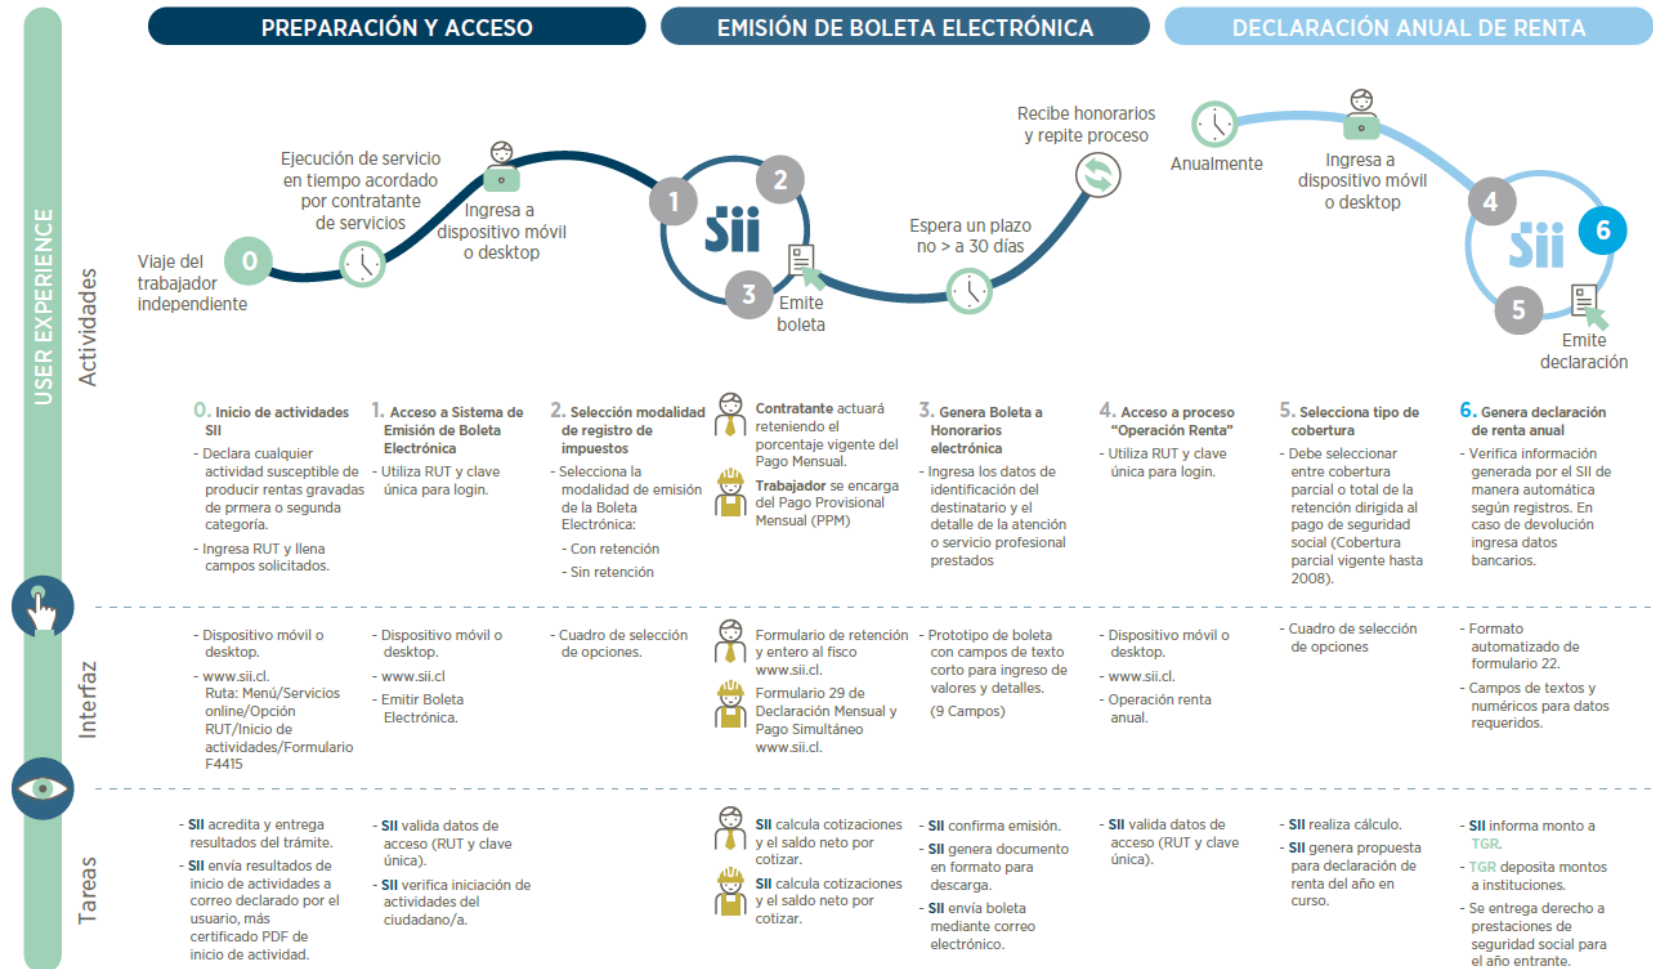 PREPARACIÓN Y ACCESO
EMISIÓN DE BOLETA ELECTRÓNICA
DECLARACIÓN ANUAL DE RENTA
USER EXPERIENCE
Actividades
Viaje del
trabajador
independiente
0
Ejecución de servicio
en tiempo acordado
por contratante
de servicios
Ingresa a
dispositivo móvil
o desktop
1
2
Sii
3
Emite
boleta
Espera un plazo
no > a 30 días
Recibe honorarios
y repite proceso
Anualmente
Ingresa a
dispositivo móvil
o desktop
4
Sii
6
5
Emite
declaración
0. Inicio de actividades
SII
- Declara cualquier
actividad susceptible de
producir rentas gravadas
de prmera o segunda
categoría.
- Ingresa RUT y llena
campos solicitados.
1. Acceso a Sistema de
Emisión de Boleta
Electrónica
- Utiliza RUT y clave
única para login.
2. Selección modalidad
de registro de
impuestos
- Selecciona la
modalidad de emisión
de la Boleta
Electrónica:
- Con retención
- Sin retención
Contratante actuará
reteniendo el
porcentaje vigente del
Pago Mensual.
Trabajador se encarga
del Pago Provisional
Mensual (PPM)
3. Genera Boleta a
Honorarios
electrónica
- Ingresa los datos de
identificación del
destinatario y el
detalle de la atención
o servicio profesional
prestados
4. Acceso a proceso
“Operación Renta”
- Utiliza RUT y clave
única para login.
5. Selecciona tipo de
cobertura
- Debe seleccionar
entre cobertura
parcial o total de la
retención dirigida al
pago de seguridad
social (Cobertura
parcial vigente hasta
2008).
6. Genera declaración
de renta anual
- Verifica información
generada por el SII de
manera automática
según registros. En
caso de devolución
ingresa datos
bancarios.
Interfaz
- Dispositivo móvil o
desktop.
- www.sii.cl.
Ruta: Menú/Servicios
online/Opción
RUT/Inicio de
actividades/Formulario
F4415
- Dispositivo móvil o
desktop.
- www.sii.cl
- Emitir Boleta
Electrónica.
- Cuadro de selección
de opciones.
Formulario de retención
y entero al fisco
www.sii.cl.
Formulario 29 de
Declaración Mensual y
Pago Simultáneo
www.sii.cl.
- Prototipo de boleta
con campos de texto
corto para ingreso de
valores y detalles.
(9 Campos)
- Dispositivo móvil o
desktop.
- www.sii.cl.
- Operación renta
anual.
- Cuadro de selección
de opciones
- Formato
automatizado de
formulario 22.
- Campos de textos y
numéricos para datos
requeridos.
Tareas
- SII acredita y entrega
resultados del trámite.
- SII envía resultados de
inicio de actividades a
correo declarado por el
usuario, más
certificado PDF de
inicio de actividad.
- SII valida datos de
acceso (RUT y clave
única).
- SII verifica iniciación de
actividades del
ciudadano/a.
SII calcula cotizaciones
y el saldo neto por
cotizar.
SII calcula cotizaciones
y el saldo neto por
cotizar.
- SII confirma emisión.
- SII genera documento
en formato para
descarga.
- SII envía boleta
mediante correo
electrónico.
- SII valida datos de
acceso (RUT y clave
única).
- SII realiza cálculo.
- SII genera propuesta
para declaración de
renta del año en
curso.
- SII informa monto a
TGR.
- TGR deposita montos
a instituciones.
- Se entrega derecho a
prestaciones de
seguridad social para
el año entrante.